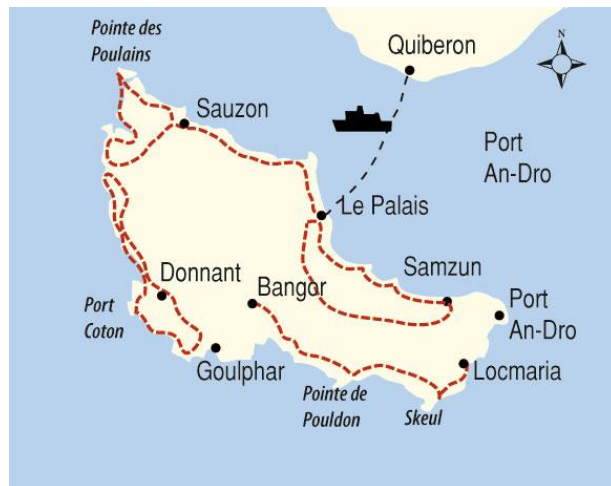 Pointe des
Poulains
Quiberon
N
Sauzon
Port
An-Dro
Le Palais
Samzun
Donnant
Bangor
Port
An-Dro
Port
Coton
Goulphar
Pointe de
Pouldon
Skeul
Locmaria